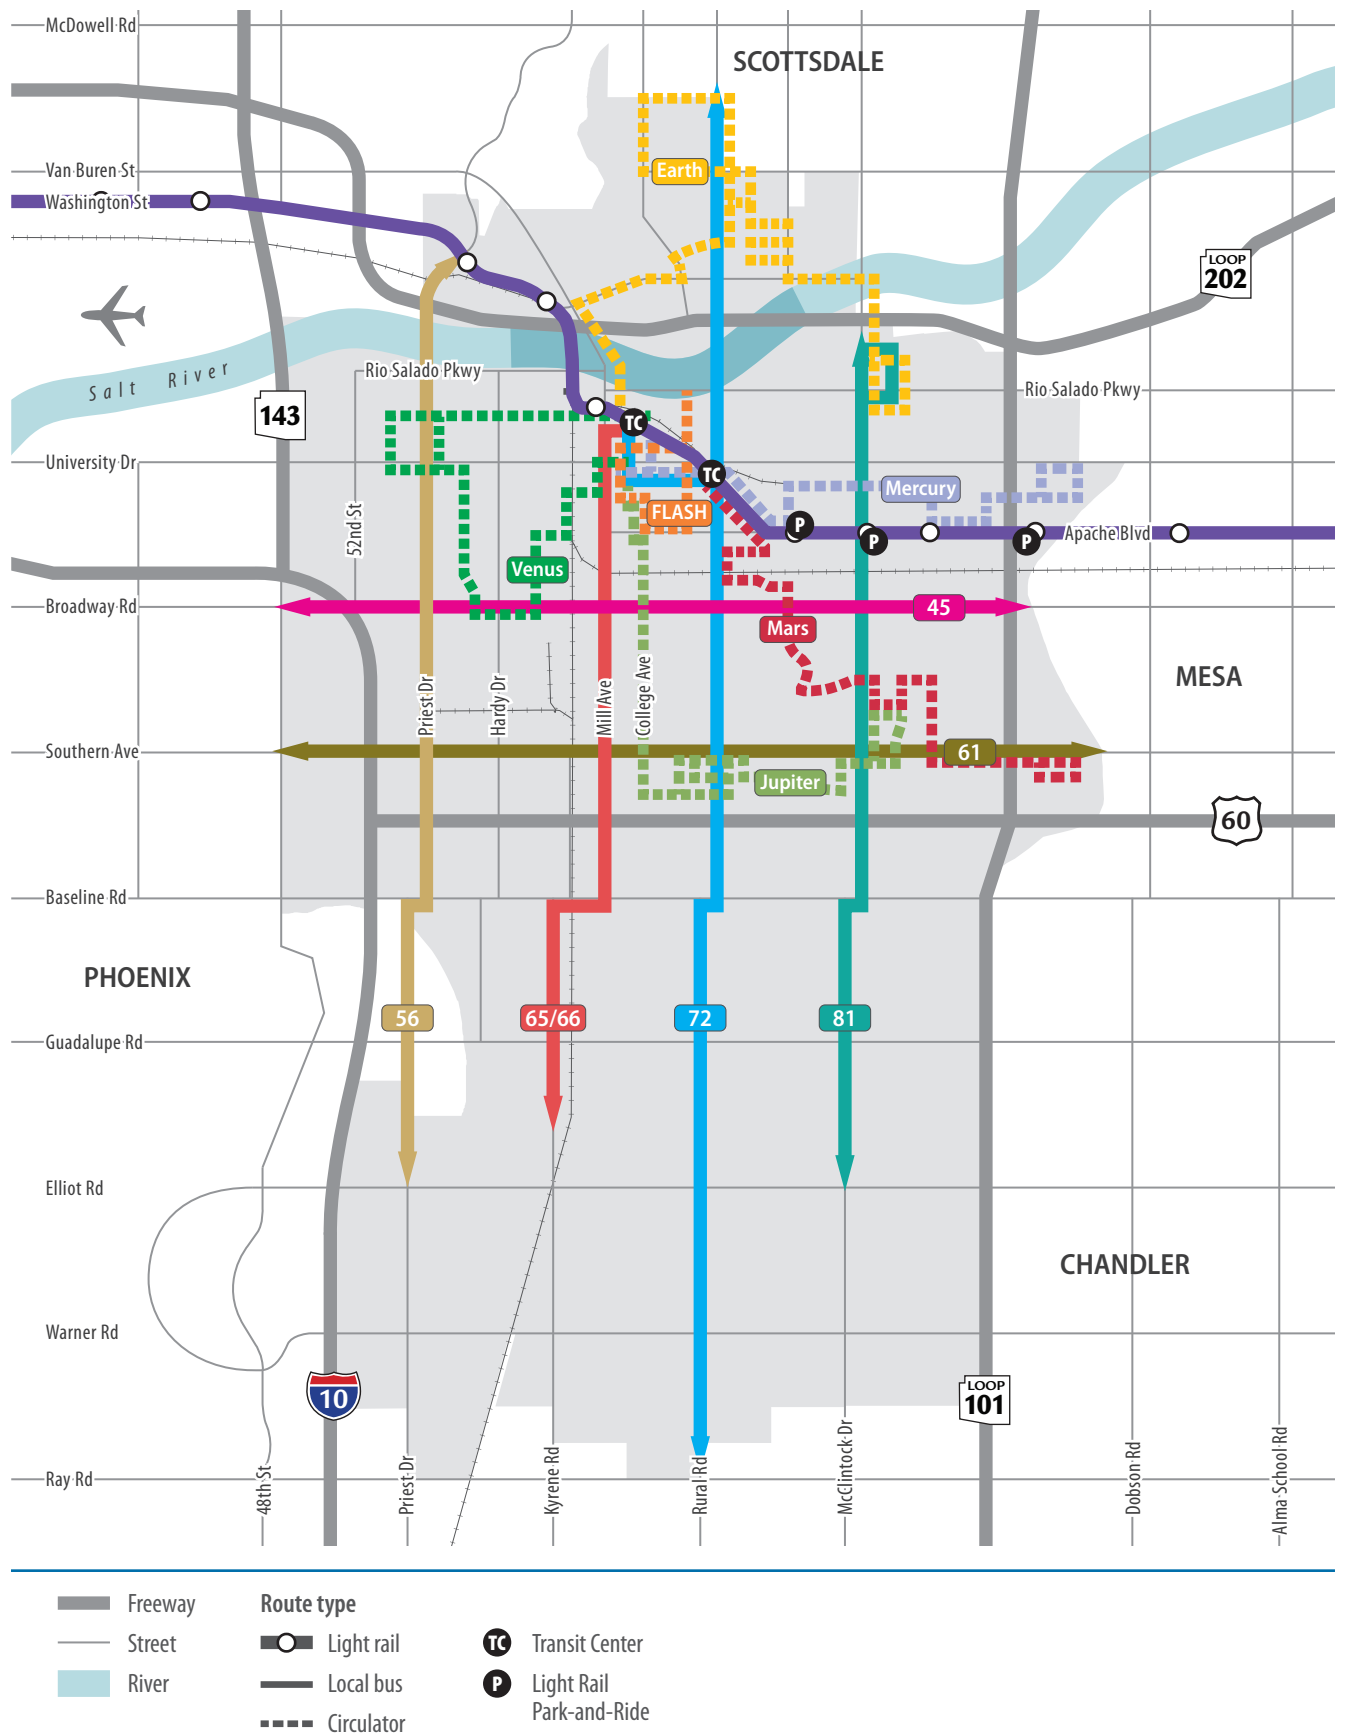 McDowell Rd
SCOTTSDALE
Van Buren St
Earth
Washington St
LOOP
202
Salt River
Rio Salado Pkwy
Rio Salado Pkwy
143
TC
University Dr
TC
Mercury
FLASH
52nd St
P
P
P
Apache Blvd
Venus
Broadway Rd
45
Mars
Priest Dr
Hardy Dr
Mill Ave
College Ave
MESA
Southern Ave
61
Jupiter
60
Baseline Rd
PHOENIX
56
65/66
72
81
Guadalupe Rd
Elliot Rd
CHANDLER
Warner Rd
10
LOOP
101
Ray Rd
48th St
Priest Dr
Kyrene Rd
Rural Rd
McClintock Dr
Dobson Rd
Alma School Rd
Freeway
Street
River
Route type
Light rail
Local bus
Circulator
TC
Transit Center
P
Light Rail
Park-and-Ride